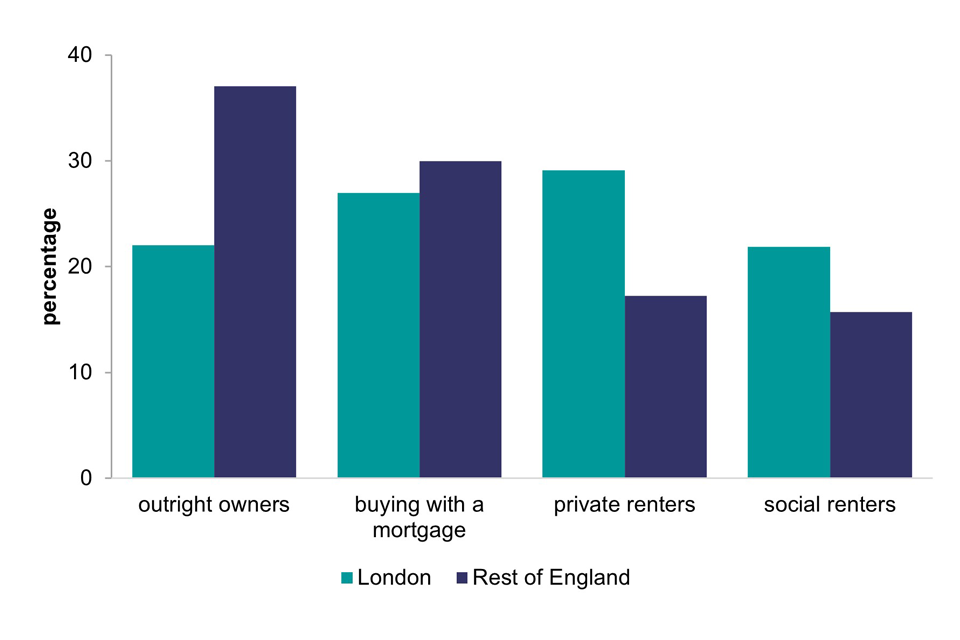 40
30
20
10
0
percentage
outright owners
buying with a
mortgage
private renters
social renters
London
Rest of England